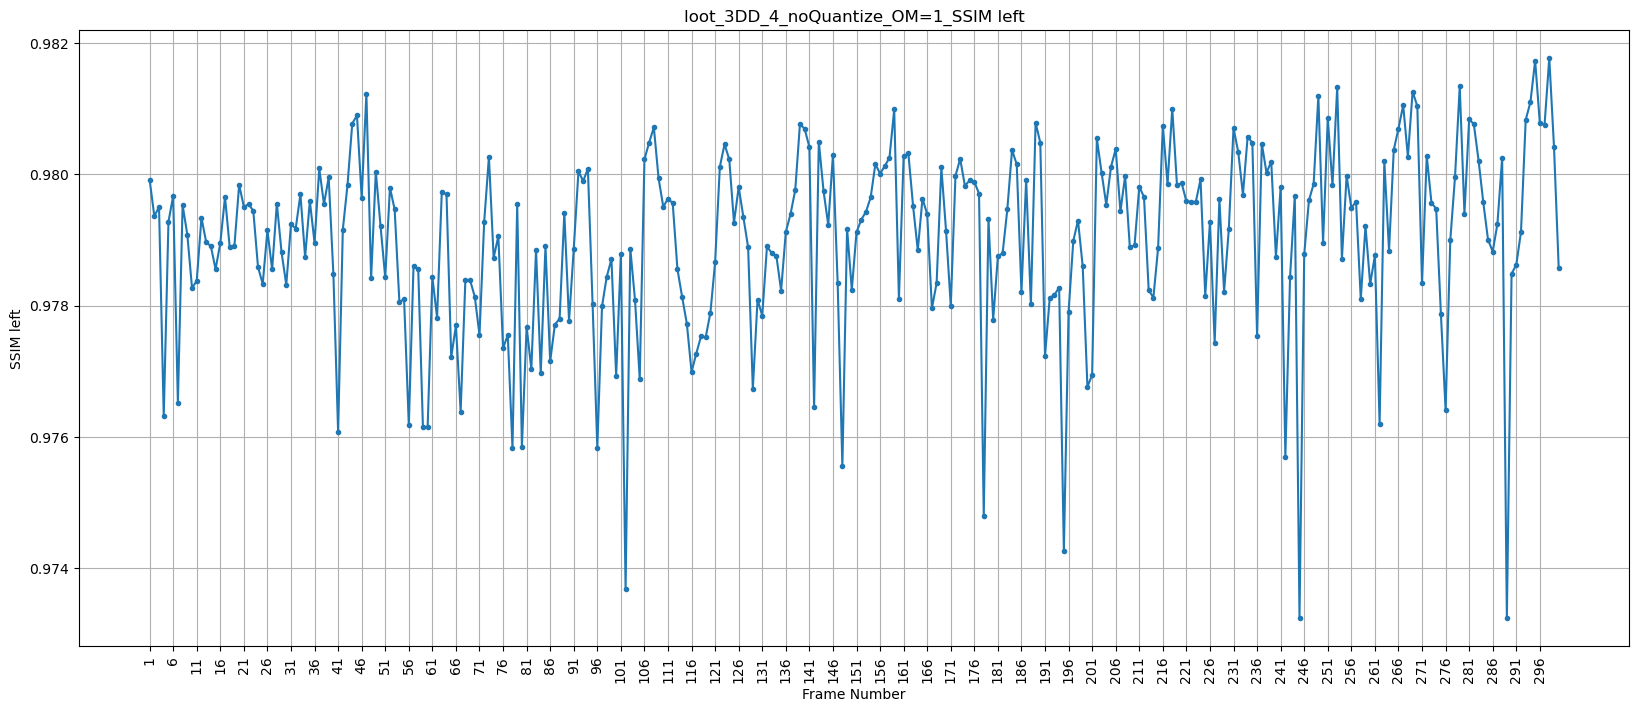 loot_3DD_4_noQuantize_OM=1_SSIM left
0.982
0.980
0.978
0.976
0.974
SSIM left
1 6 11 16 21 26 31 36 41 46 51 56 61 66 71 76 81 86 91 96 101 106 111 116 121 126 131 136 141 146 151 156 161 166 171 176 181 186 191 196 201 206 211 216 221 226 231 236 241 246 251 256 261 266 271 276 281 286 291 296
Frame Number